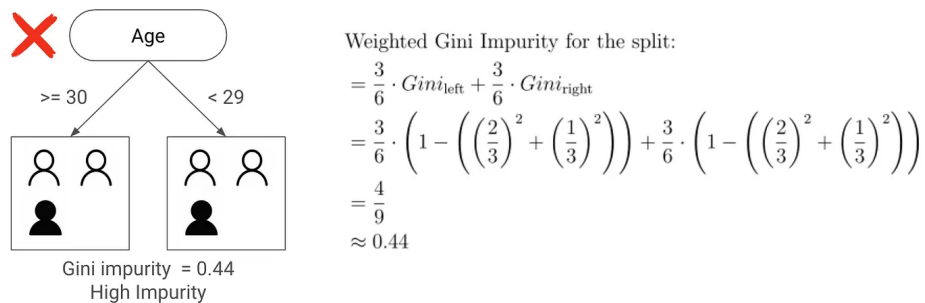 Age
>= 30
< 29
Gini impurity = 0.44
High Impurity
Weighted Gini Impurity for the split:
= 3/6 · Gini_left + 3/6 · Gini_right
= 3/6 · (1 − ((2/3)² + (1/3)²)) + 3/6 · (1 − ((2/3)² + (1/3)²))
= 4/9
≈ 0.44